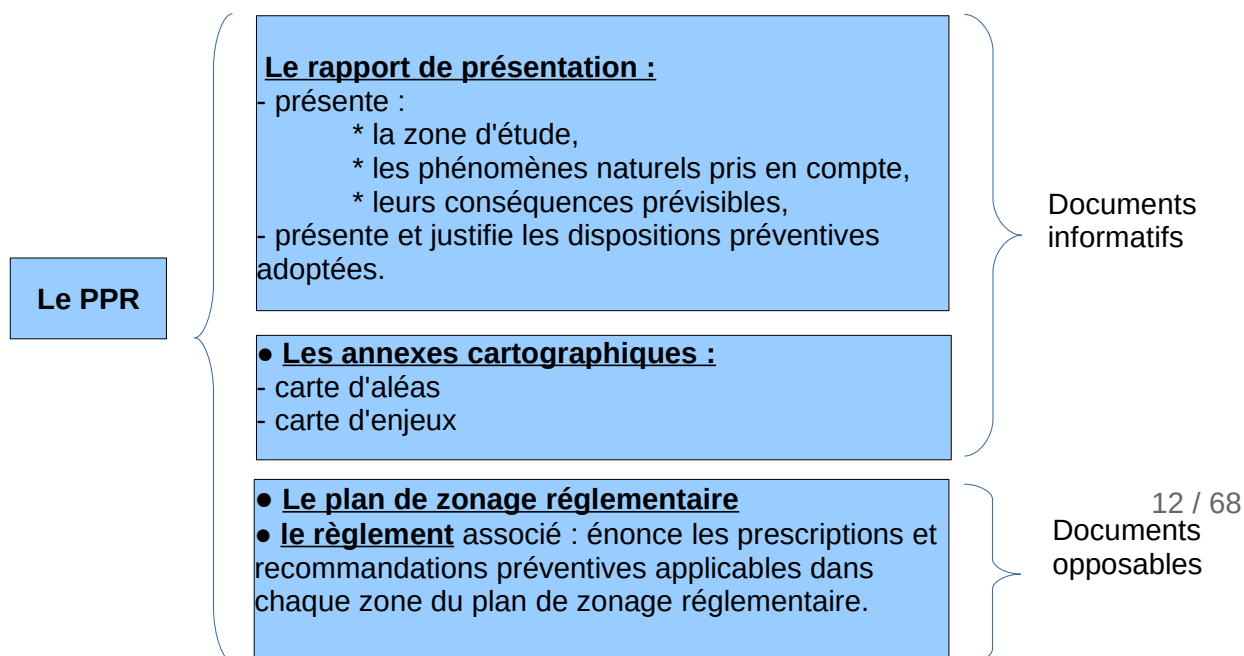 Le rapport de présentation :
- présente :
* la zone d'étude,
* les phénomènes naturels pris en compte,
* leurs conséquences prévisibles,
- présente et justifie les dispositions préventives
adoptées.
Documents
informatifs
Le PPR
● Les annexes cartographiques :
- carte d'aléas
- carte d'enjeux
● Le plan de zonage réglementaire
● le règlement associé : énonce les prescriptions et
recommandations préventives applicables dans
chaque zone du plan de zonage réglementaire.
12 / 68
Documents
opposables